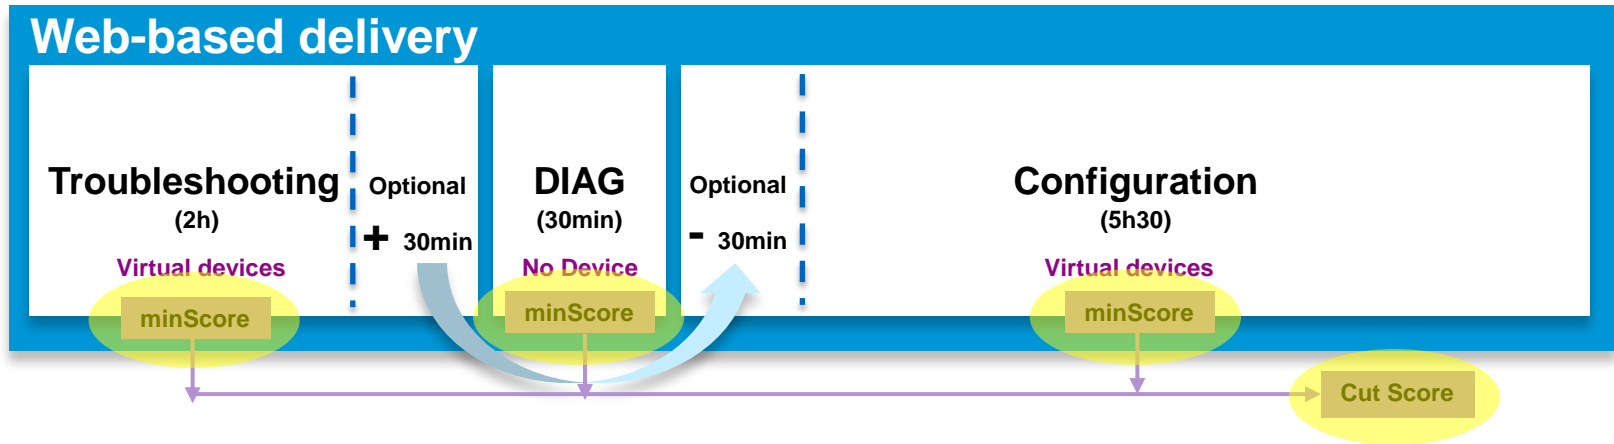 Web-based delivery
Troubleshooting
(2h)
Virtual devices
minScore
Optional
+ 30min
DIAG
(30min)
No Device
minScore
Optional
- 30min
Configuration
(5h30)
Virtual devices
minScore
Cut Score